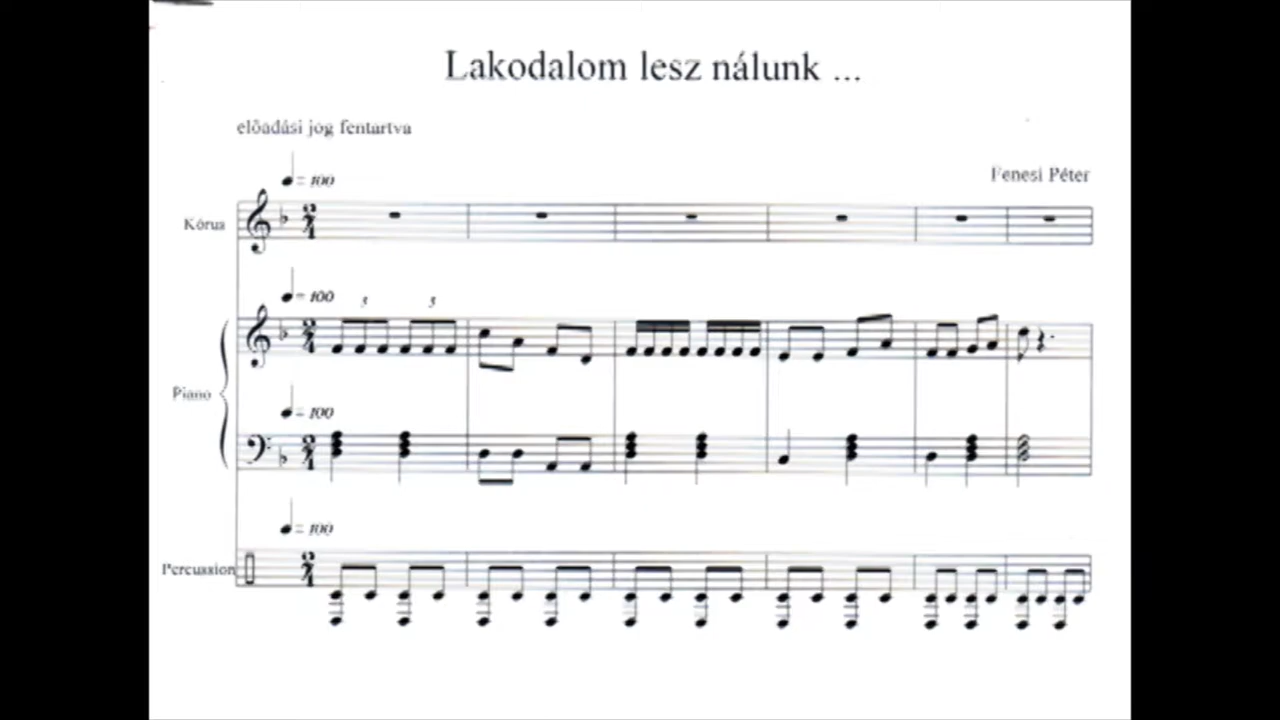 Lakodalom lesz nálunk ...
előadási jog fentartva
= 100
Fenesi Péter
Kórus
2
4
= 100
3
3
2
4
Piano
= 100
2
4
= 100
Percussion
2
4